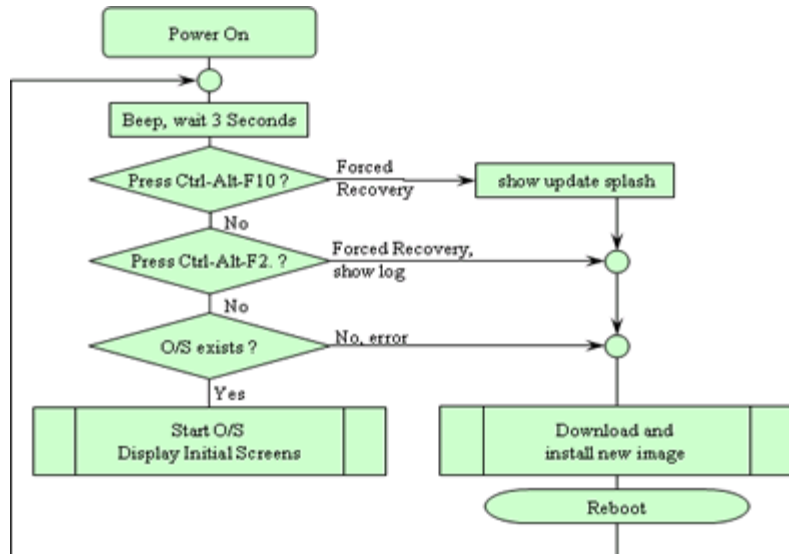 Power On
Beep, wait 3 Seconds
Press Ctrl-Alt-F10 ?
Forced
Recovery
show update splash
No
Press Ctrl-Alt-F2. ?
Forced Recovery,
show log
No
O/S exists ?
No, error
Yes
Start O/S
Display Initial Screens
Download and
install new image
Reboot